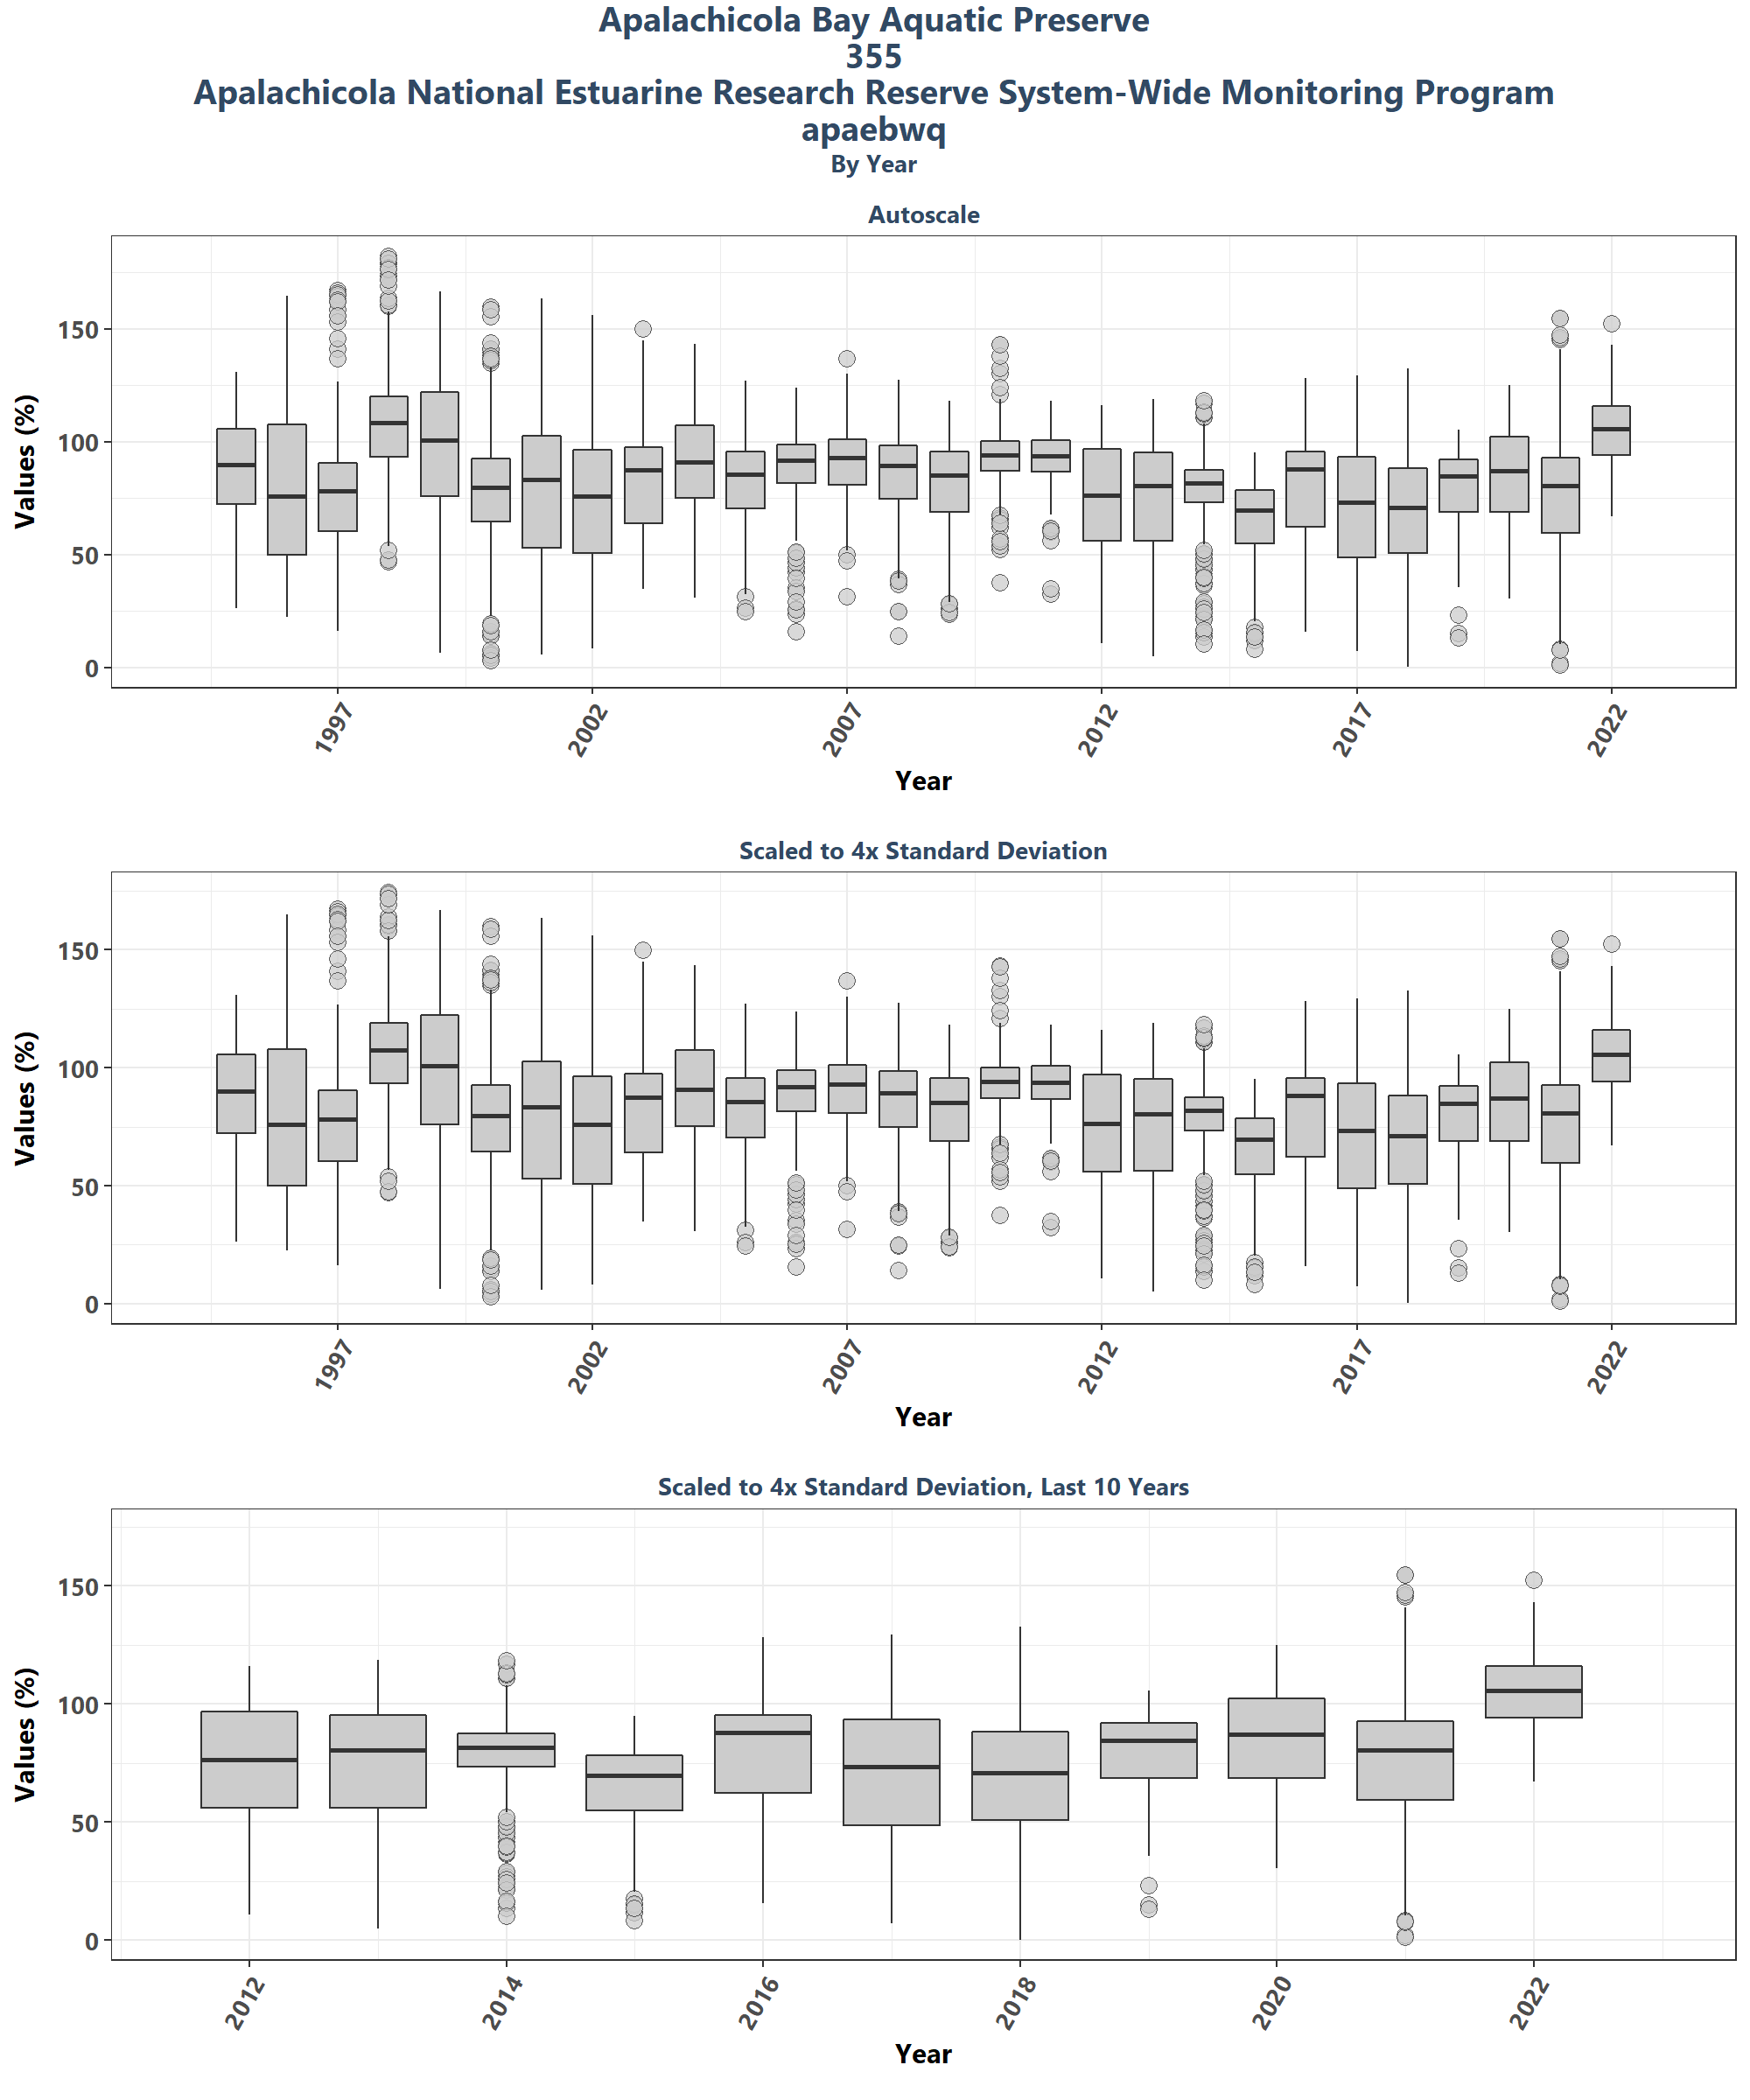 Apalachicola Bay Aquatic Preserve
355
Apalachicola National Estuarine Research Reserve System-Wide Monitoring Program
apaebwq
By Year
Autoscale
Values (%)
150
100
50
0
1997
2002
2007
2012
2017
2022
Year
Scaled to 4x Standard Deviation
Values (%)
150
100
50
0
1997
2002
2007
2012
2017
2022
Year
Scaled to 4x Standard Deviation, Last 10 Years
Values (%)
150
100
50
0
2012
2014
2016
2018
2020
2022
Year